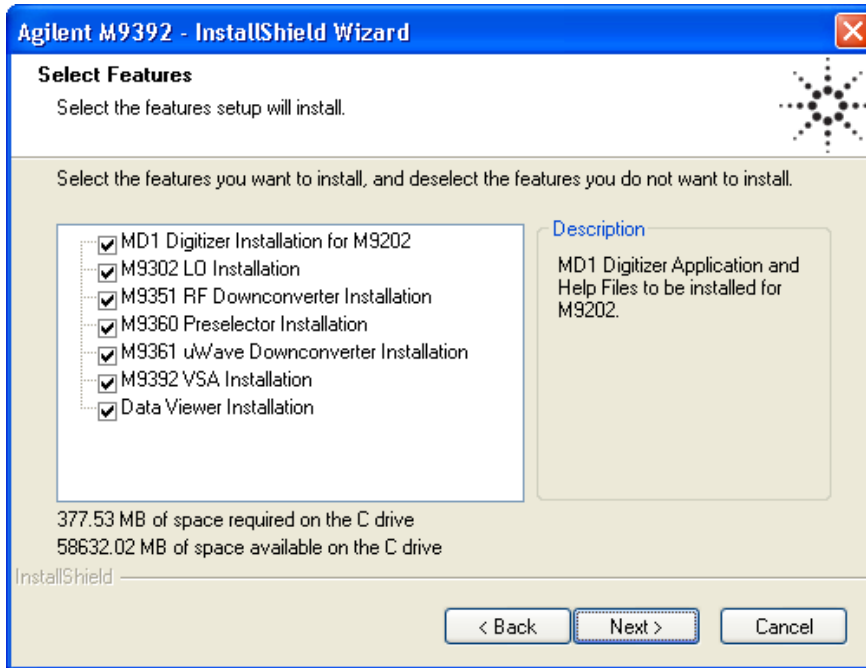 Agilent M9392 - InstallShield Wizard
Select Features
Select the features setup will install.
Select the features you want to install, and deselect the features you do not want to install.
MD1 Digitizer Installation for M9202
M9302 LO Installation
M9351 RF Downconverter Installation
M9360 Preselector Installation
M9361 uWave Downconverter Installation
M9392 VSA Installation
Data Viewer Installation
Description
MD1 Digitizer Application and
Help Files to be installed for
M9202.
377.53 MB of space required on the C drive
58632.02 MB of space available on the C drive
InstallShield
< Back
Next >
Cancel